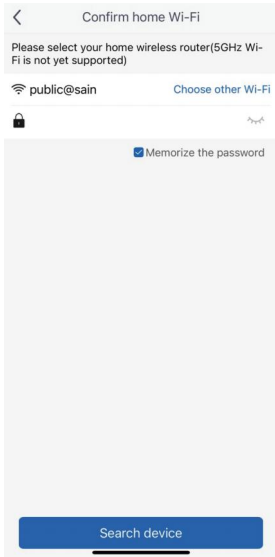 Confirm home Wi-Fi
Please select your home wireless router(5GHz Wi-
Fi is not yet supported)
public@sain Choose other Wi-Fi
Memorize the password
Search device